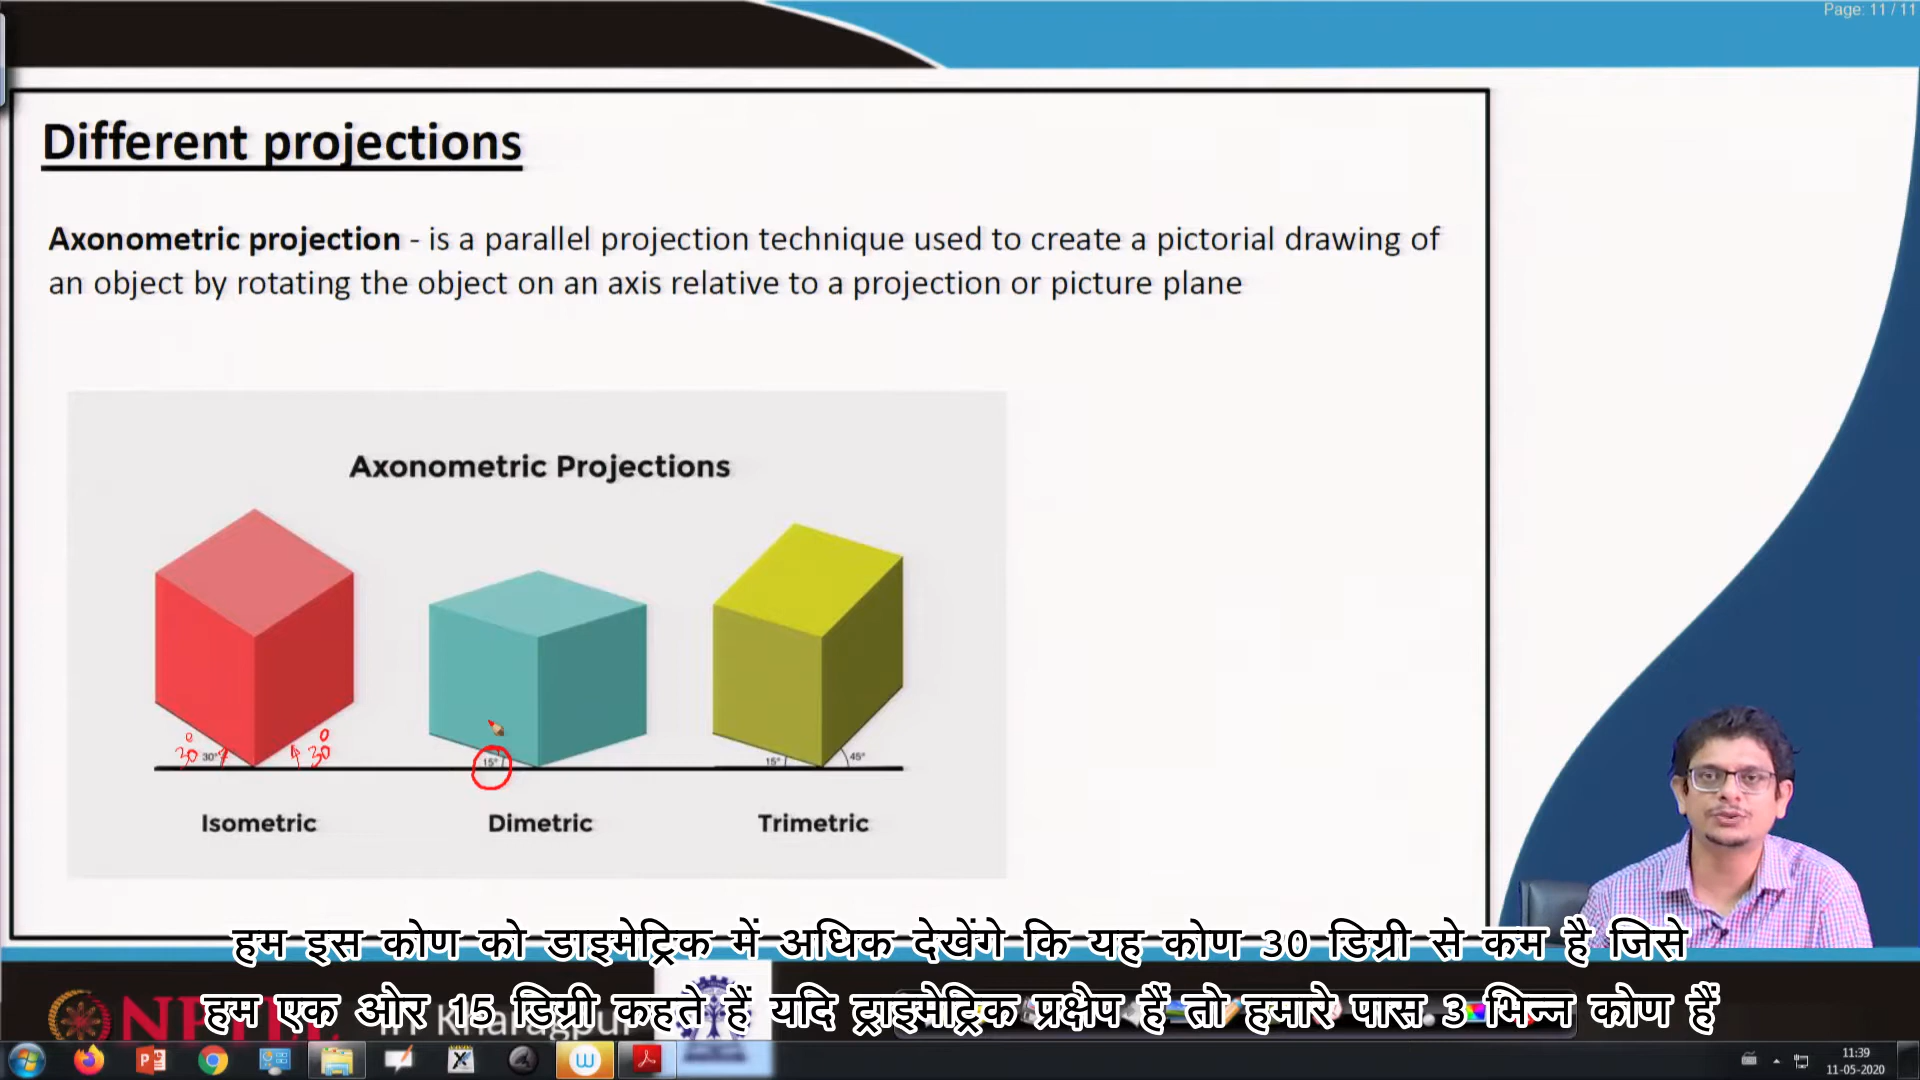 Page: 11 / 11
Different projections
Axonometric projection - is a parallel projection technique used to create a pictorial drawing of
an object by rotating the object on an axis relative to a projection or picture plane
Axonometric Projections
30° 30° 30°
15°
15° 45°
Isometric Dimetric Trimetric
हम इस कोण को डाइमेट्रिक में अधिक देखेंगे कि यह कोण 30 डिग्री से कम है जिसे
हम एक ओर 15 डिग्री कहते हैं यदि ट्राइमेट्रिक प्रक्षेप हैं तो हमारे पास 3 भिन्न कोण हैं
11:39
11-05-2020